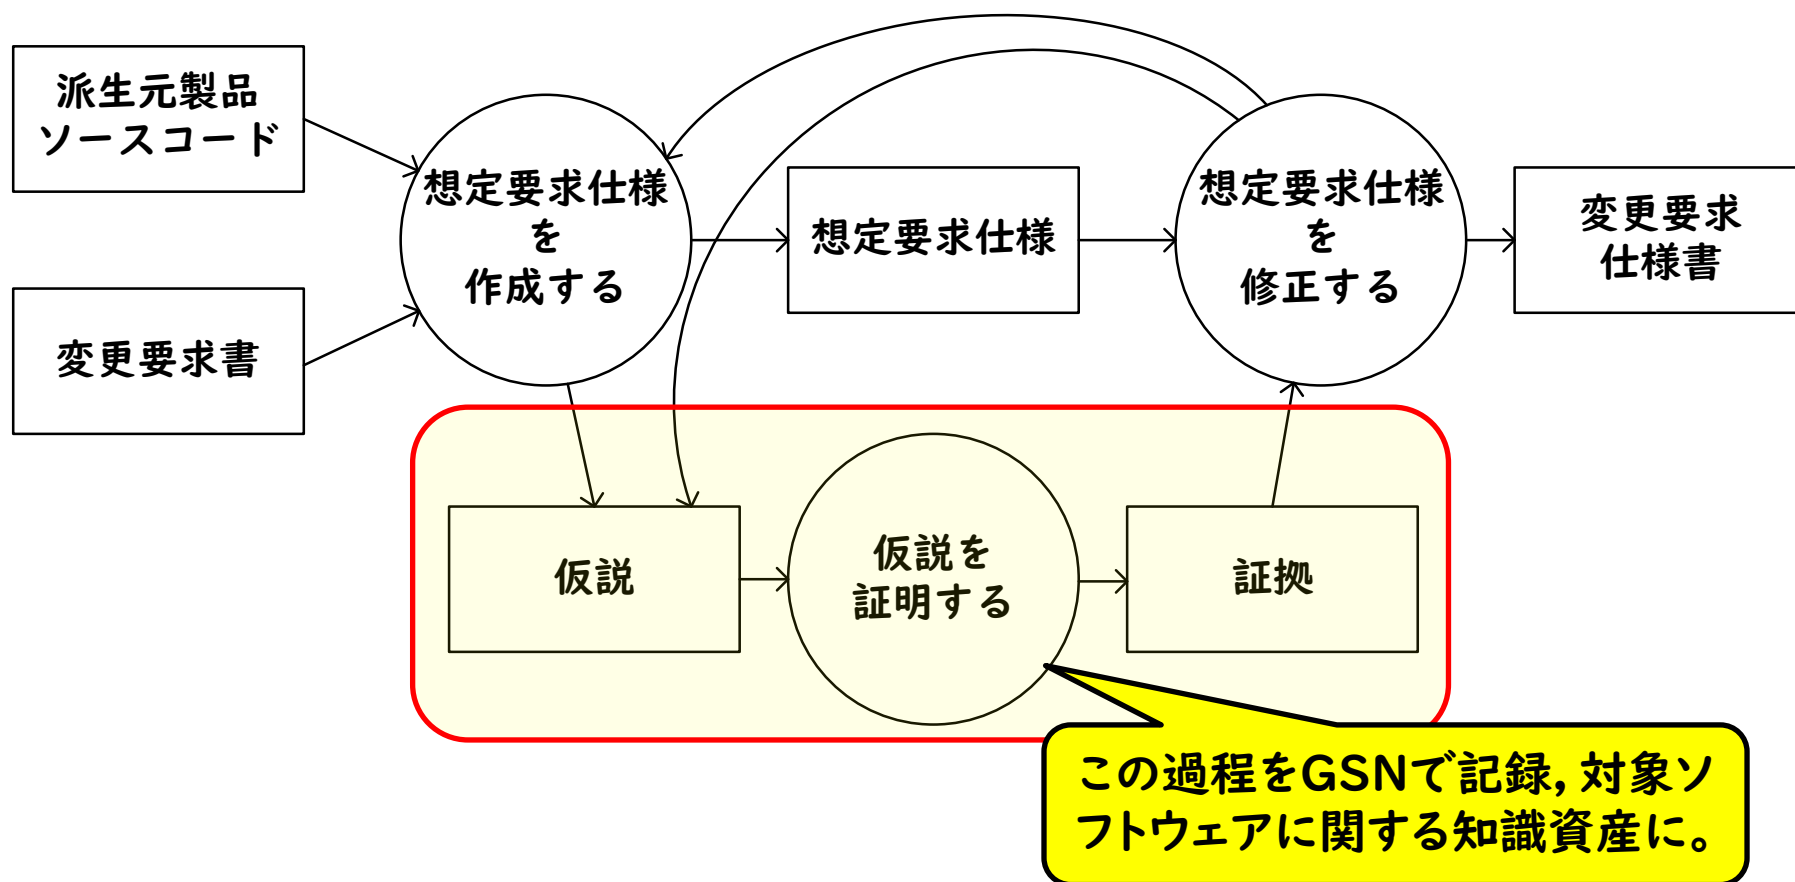 派生元製品
ソースコード
変更要求書
想定要求仕様
を
作成する
想定要求仕様
想定要求仕様
を
修正する
変更要求
仕様書
仮説
仮説を
証明する
証拠
この過程をGSNで記録,対象ソ
フトウェアに関する知識資産に。